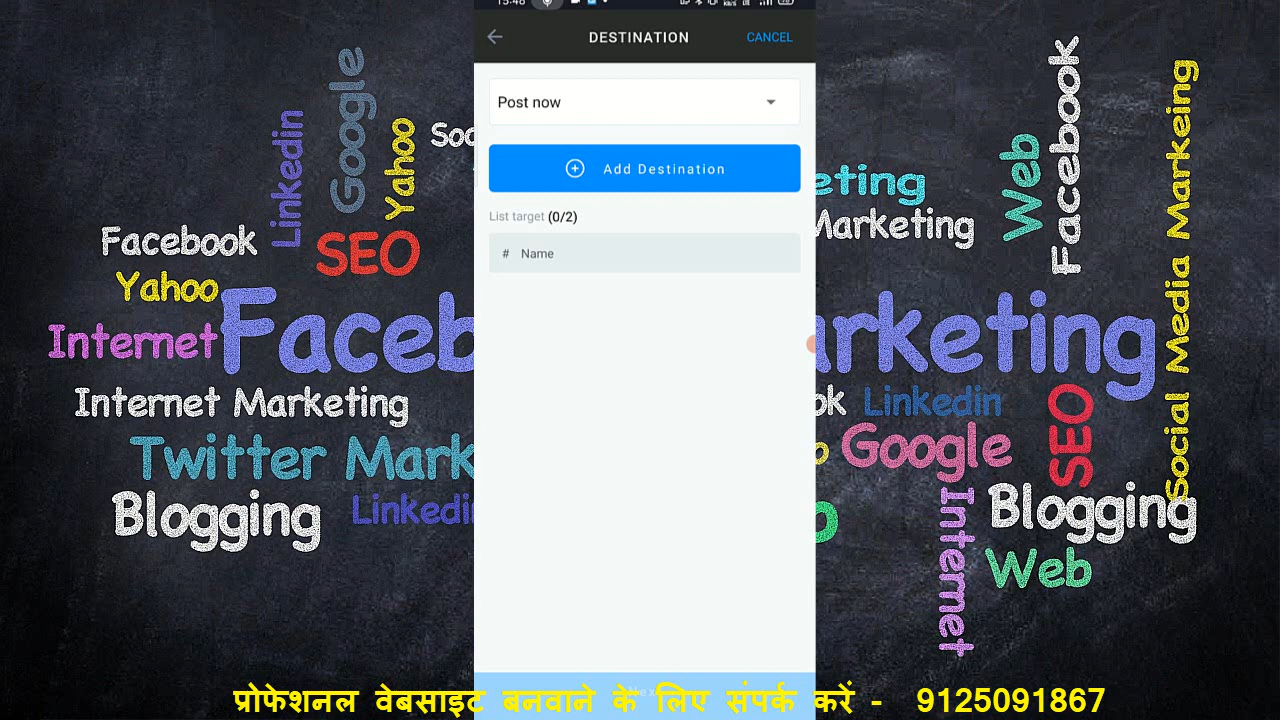 15:48
DESTINATION
CANCEL
Post now
Add Destination
List target (0/2)
# Name
Linkedin
Google
Yahoo
Facebook
SEO
Yahoo
Internet
Internet Marketing
Twitter
Blogging
Web
Facebook
Social Media Markeing
Marketing
Linkedin
Google
SEO
Internet
Blogging
Web
प्रोफेशनल वेबसाइट बनवाने के लिए संपर्क करें - 9125091867